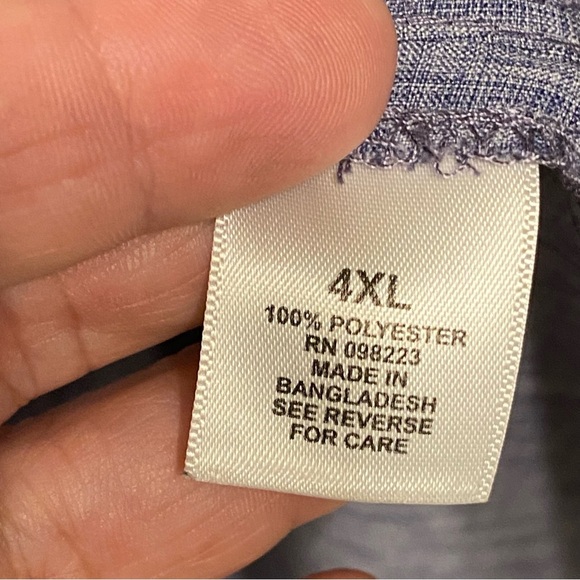 4XL
100% POLYESTER
RN 098223
MADE IN
BANGLADESH
SEE REVERSE
FOR CARE